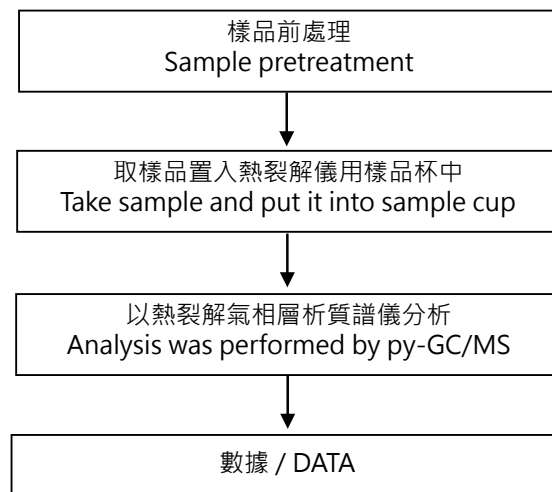 樣品前處理
Sample pretreatment
取樣品置入熱裂解儀用樣品杯中
Take sample and put it into sample cup
以熱裂解氣相層析質譜儀分析
Analysis was performed by py-GC/MS
數據 / DATA